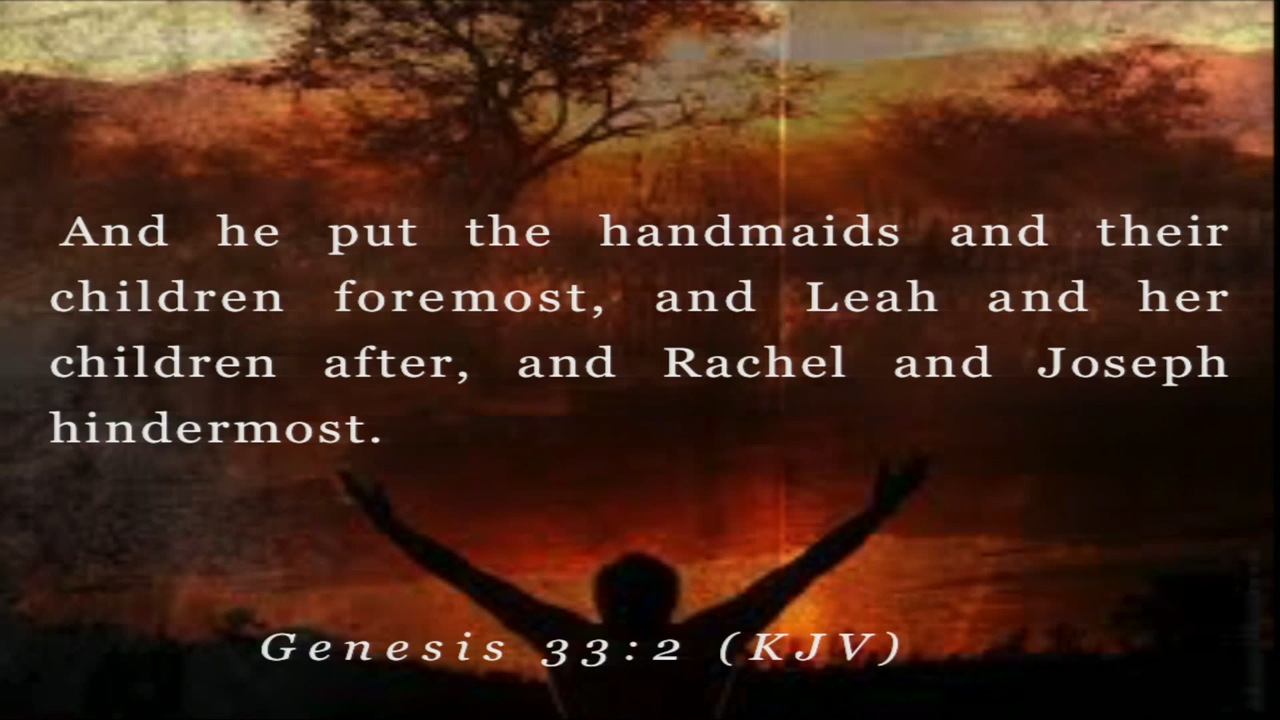 And he put the handmaids and their
children foremost, and Leah and her
children after, and Rachel and Joseph
hindermost.
Genesis 33:2 (KJV)